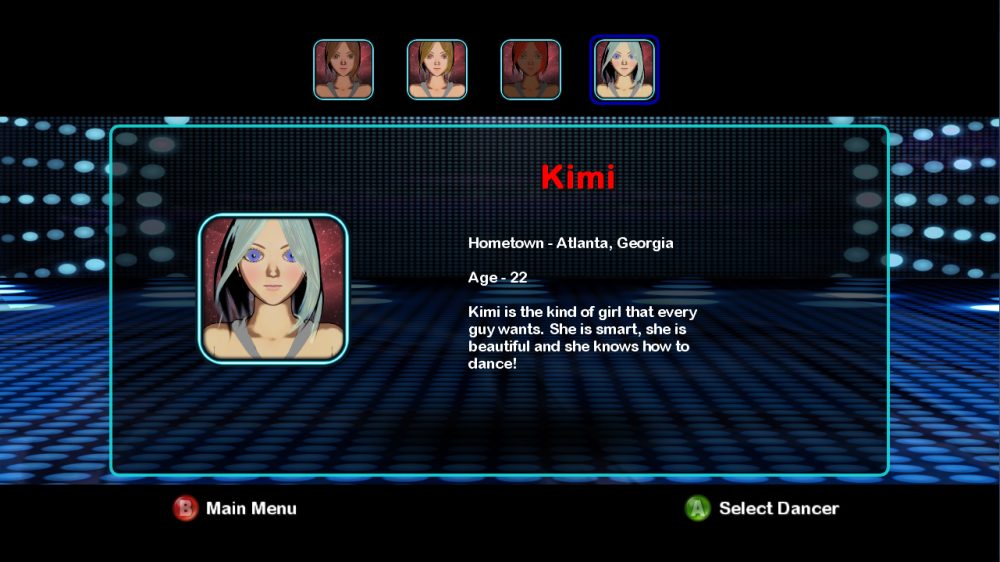 Kimi
Hometown - Atlanta, Georgia
Age - 22
Kimi is the kind of girl that every
guy wants. She is smart, she is
beautiful and she knows how to
dance!
B Main Menu
A Select Dancer